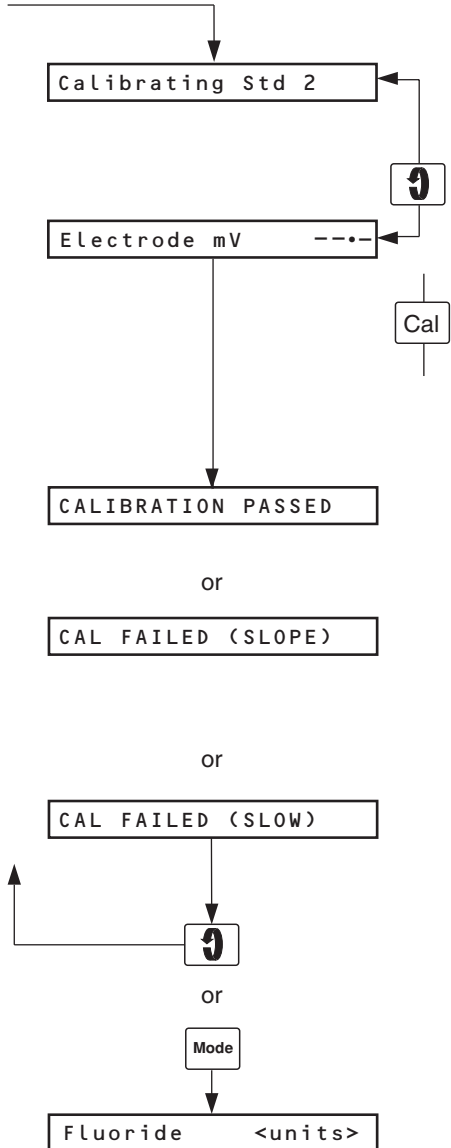 Calibrating Std 2
Electrode mV --.-
Cal
CALIBRATION PASSED
or
CAL FAILED (SLOPE)
or
CAL FAILED (SLOW)
or
Mode
Fluoride <units>